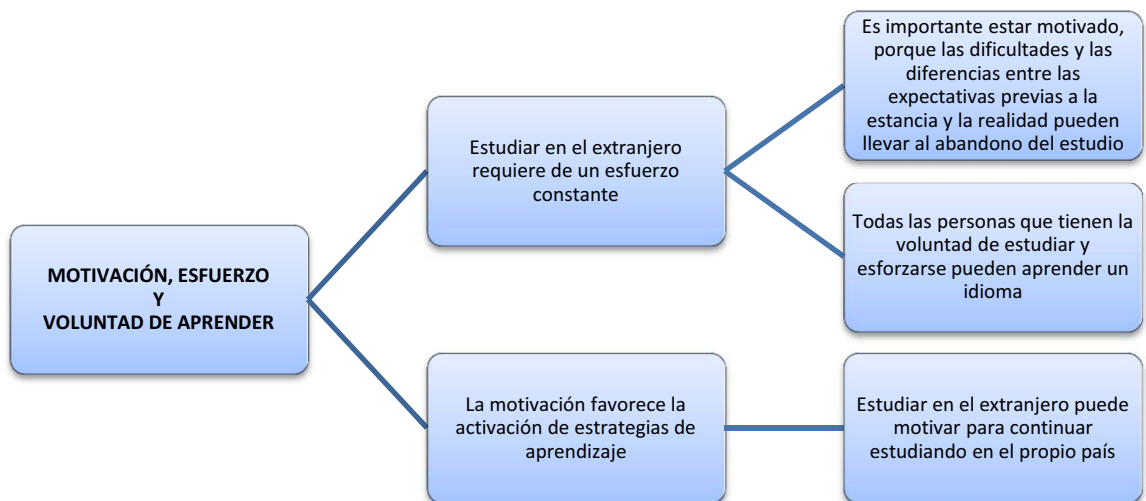 MOTIVACIÓN, ESFUERZO
Y
VOLUNTAD DE APRENDER
Estudiar en el extranjero
requiere de un esfuerzo
constante
Es importante estar motivado,
porque las dificultades y las
diferencias entre las
expectativas previas a la
estancia y la realidad pueden
llevar al abandono del estudio
Todas las personas que tienen la
voluntad de estudiar y
esforzarse pueden aprender un
idioma
La motivación favorece la
activación de estrategias de
aprendizaje
Estudiar en el extranjero puede
motivar para continuar
estudiando en el propio país